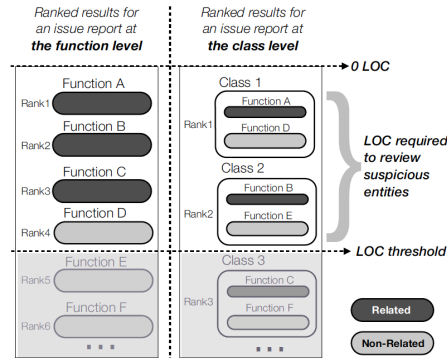 Ranked results for
an issue report at
the function level
Ranked results for
an issue report at
the class level
0 LOC
Function A
Rank1
Function B
Rank2
Function C
Rank3
Function D
Rank4
Function E
Rank5
Function F
Rank6
...
Class 1
Function A
Rank1
Function D
Class 2
Function B
Rank2
Function E
Class 3
Function C
Rank3
Function F
...
LOC required
to review
suspicious
entities
LOC threshold
Related
Non-Related